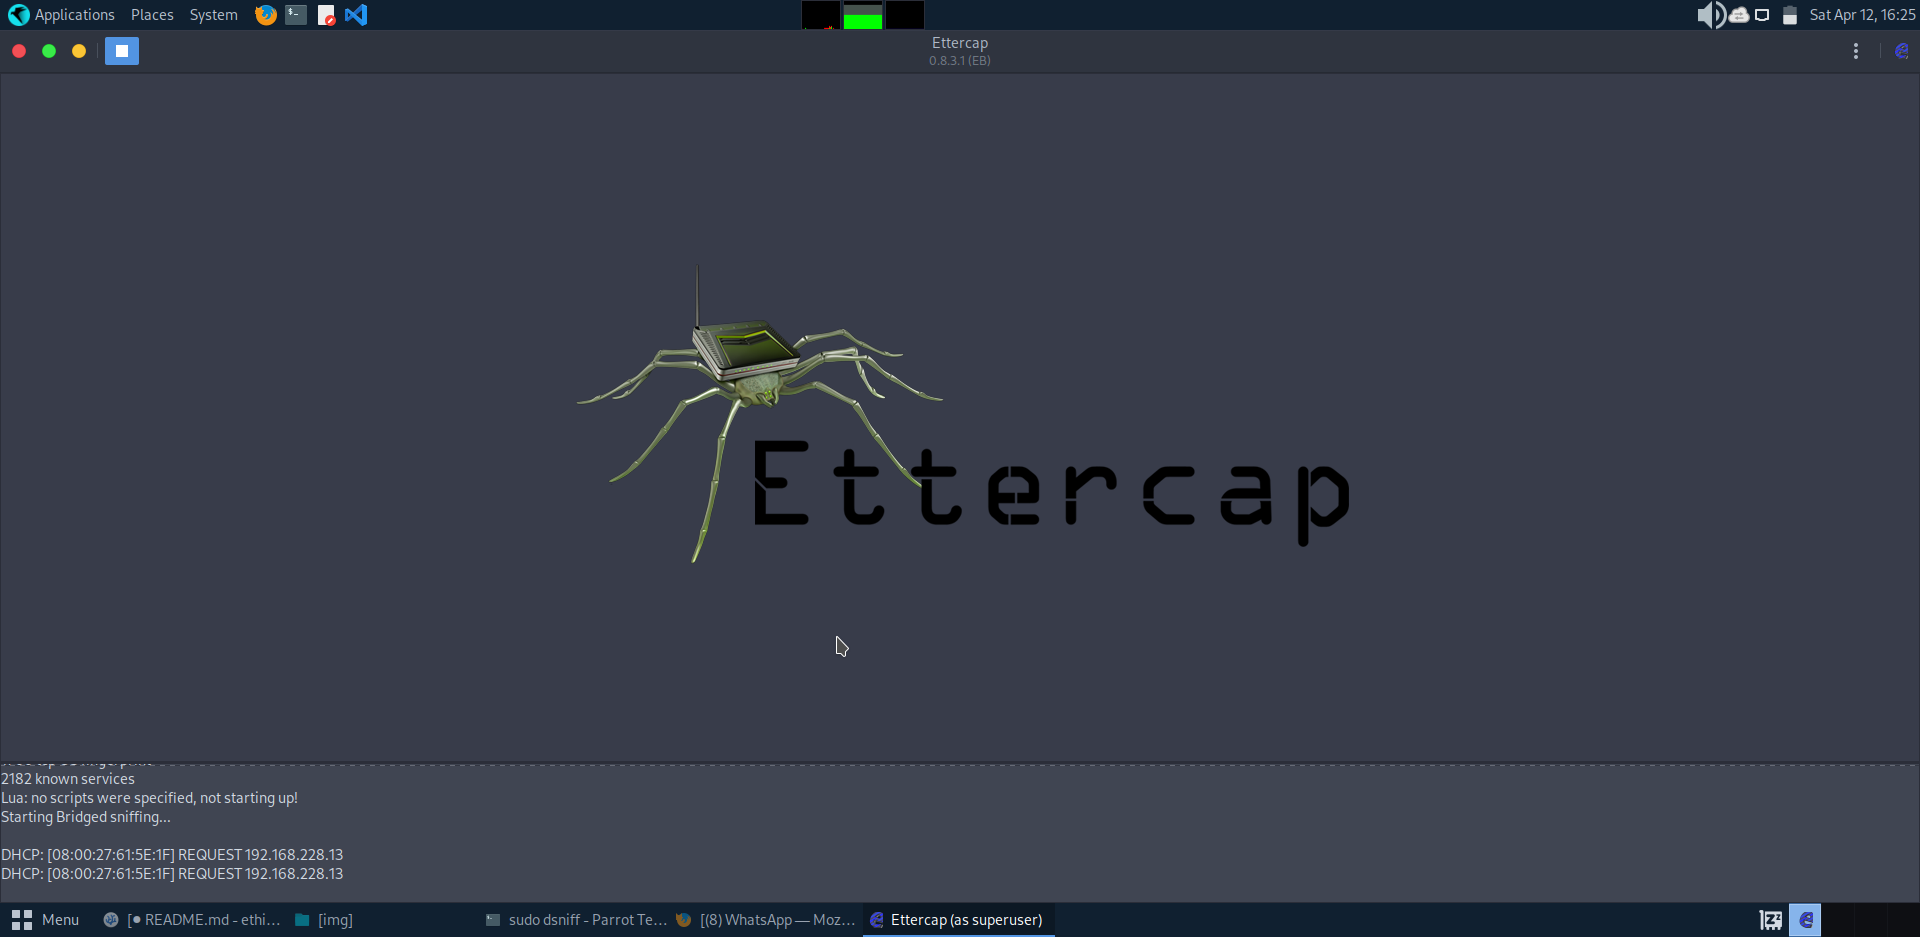 Applications Places System
Sat Apr 12, 16:25
Ettercap
0.8.3.1 (EB)
Ettercap
2182 known services
Lua: no scripts were specified, not starting up!
Starting Bridged sniffing...
DHCP: [08:00:27:61:5E:1F] REQUEST 192.168.228.13
DHCP: [08:00:27:61:5E:1F] REQUEST 192.168.228.13
Menu [● README.md - ethi... [img] sudo dsniff - Parrot Te... [(8) WhatsApp — Moz... Ettercap (as superuser)